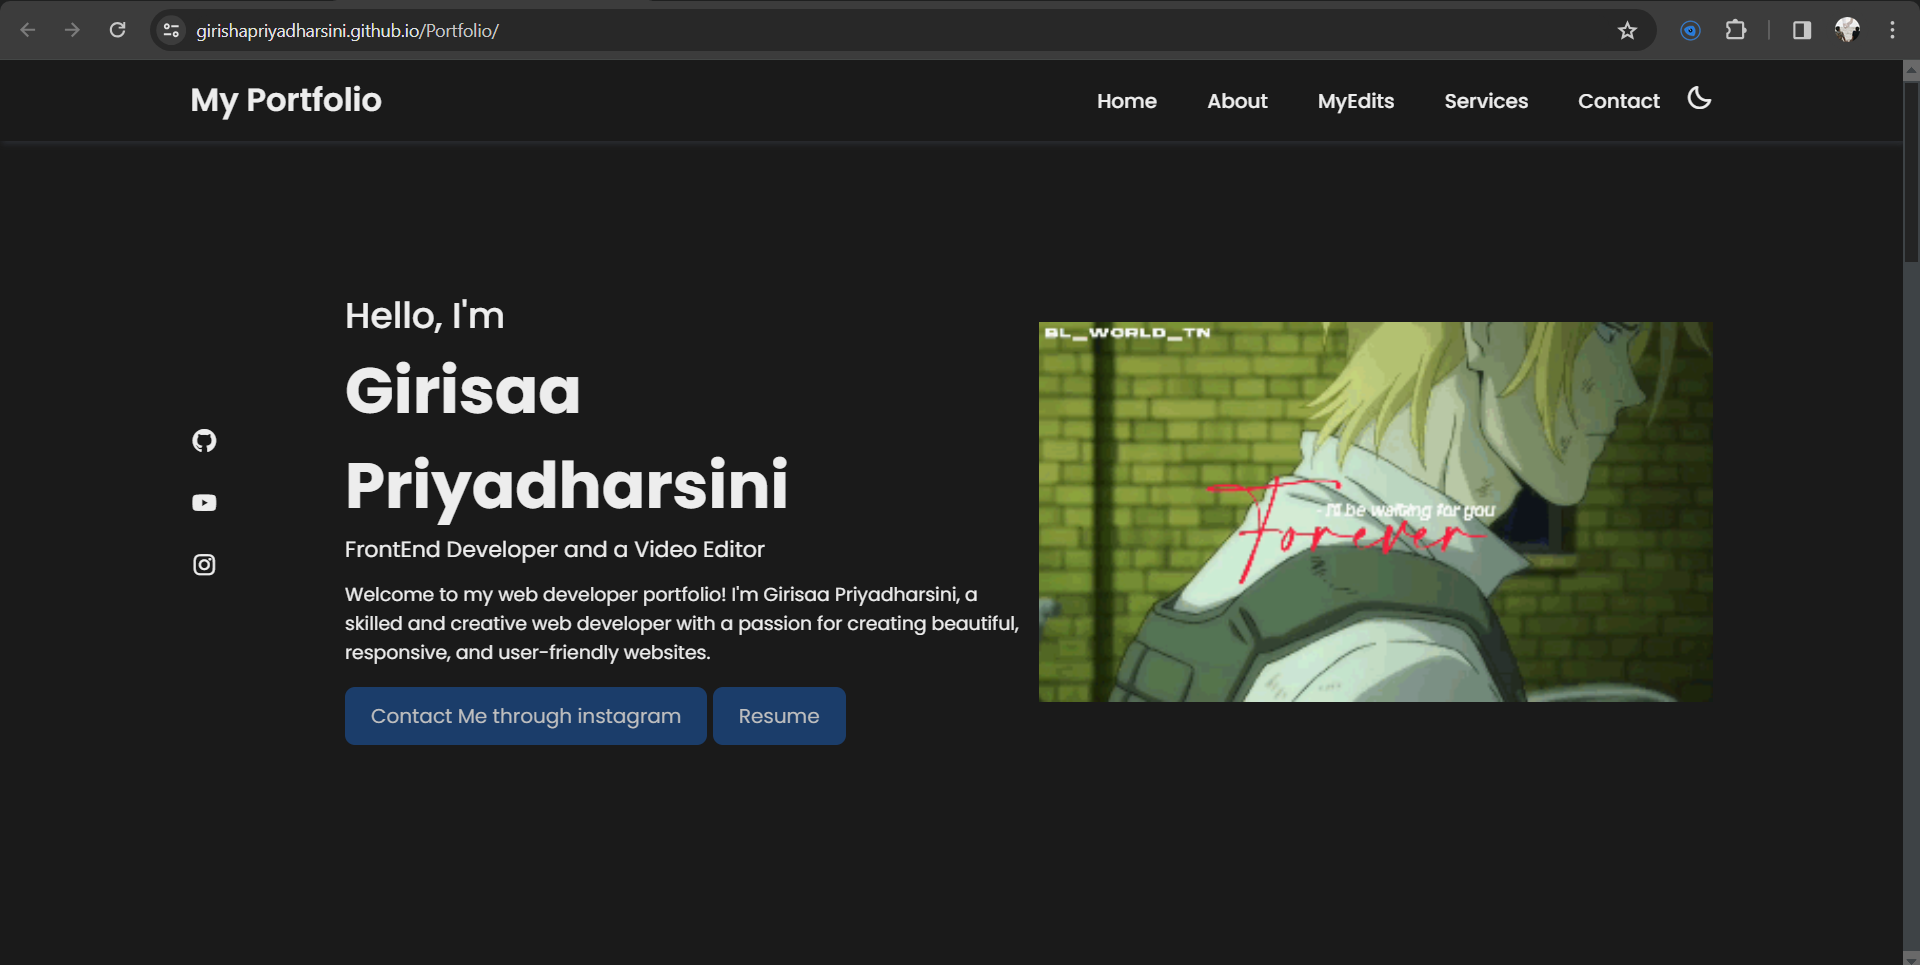 girishapriyadharsini.github.io/Portfolio/
My Portfolio
Home About MyEdits Services Contact
Hello, I'm
Girisaa
Priyadharsini
FrontEnd Developer and a Video Editor
Welcome to my web developer portfolio! I'm Girisaa Priyadharsini, a
skilled and creative web developer with a passion for creating beautiful,
responsive, and user-friendly websites.
Contact Me through instagram Resume
BL_WORLD_TN
- I'll be waiting for you
Forever